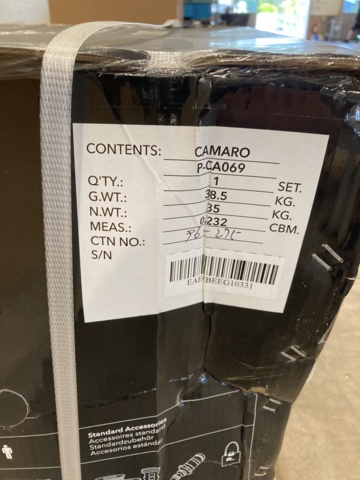 CONTENTS: CAMARO
P-CA069
Q'TY.: 1 SET.
G.WT.: 38.5 KG.
N.WT.: 35 KG.
MEAS.: 0.232 CBM.
CTN NO.:
S/N
Standard Accessories
Accessoires standard
Standardzubehör
Accesorios estándar